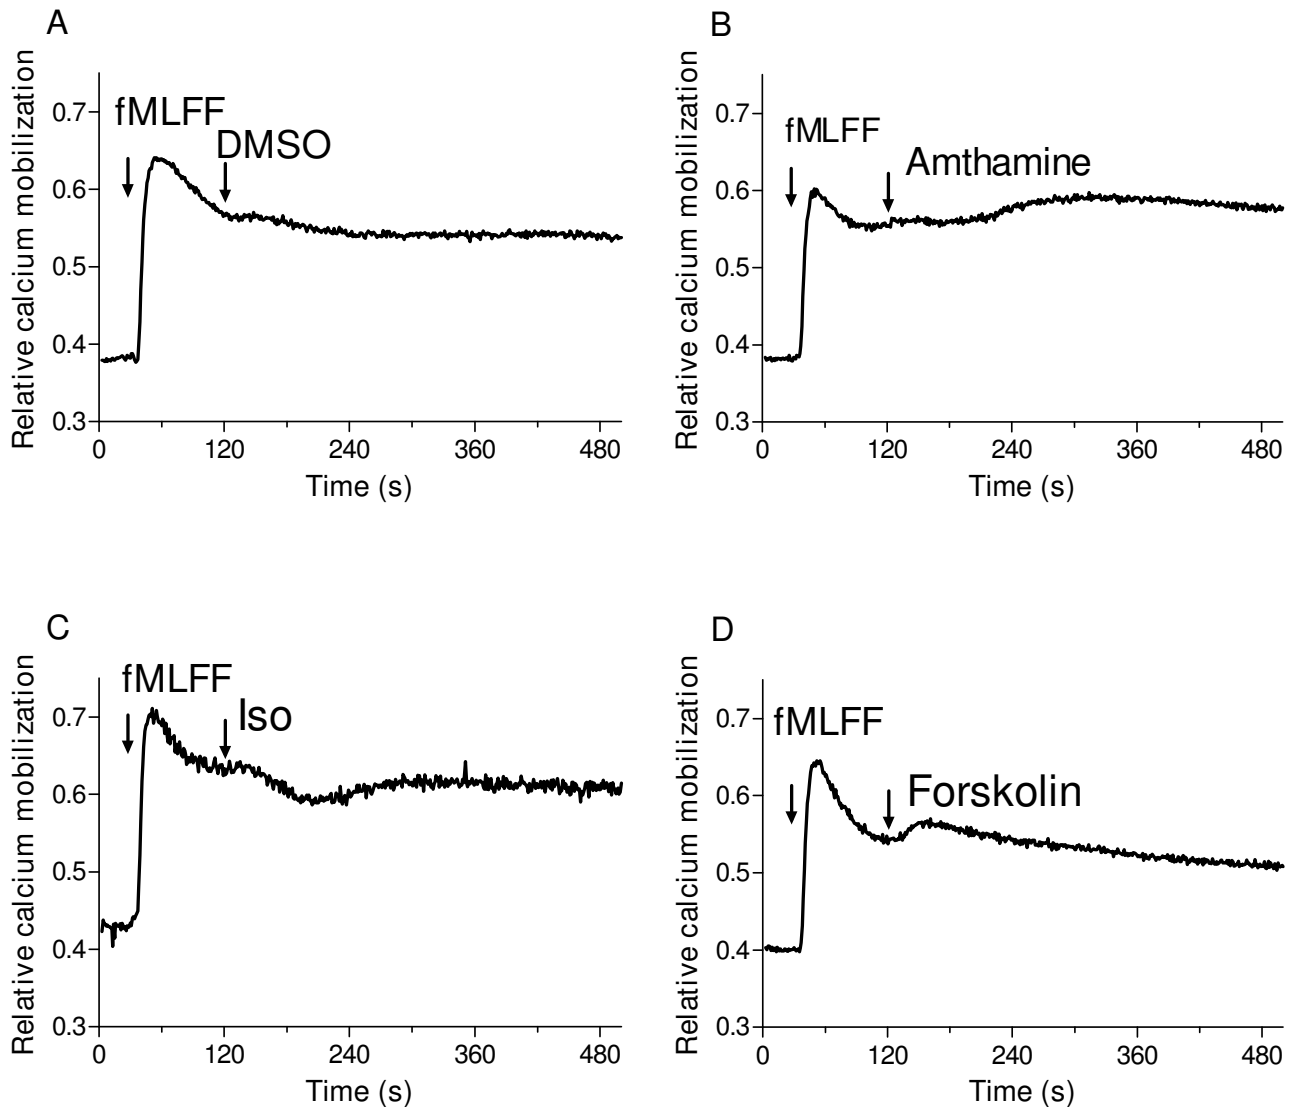 A
Relative calcium mobilization
0.7
0.6
0.5
0.4
0.3
fMLFF
DMSO
0
120
240
360
480
Time (s)
B
Relative calcium mobilization
0.7
0.6
0.5
0.4
0.3
fMLFF
Amthamine
0
120
240
360
480
Time (s)
C
Relative calcium mobilization
0.7
0.6
0.5
0.4
0.3
fMLFF
Iso
0
120
240
360
480
Time (s)
D
Relative calcium mobilization
0.7
0.6
0.5
0.4
0.3
fMLFF
Forskolin
0
120
240
360
480
Time (s)